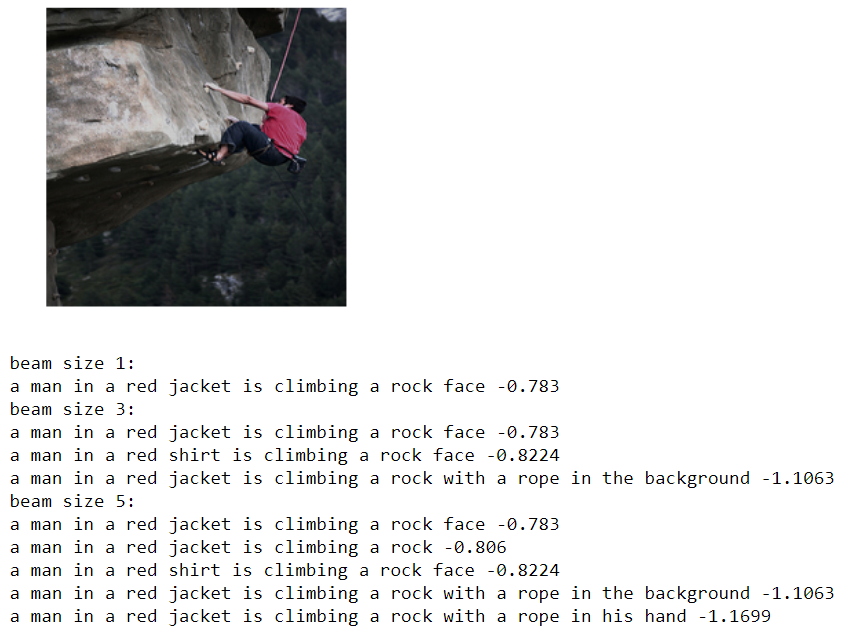 beam size 1:
a man in a red jacket is climbing a rock face -0.783
beam size 3:
a man in a red jacket is climbing a rock face -0.783
a man in a red shirt is climbing a rock face -0.8224
a man in a red jacket is climbing a rock with a rope in the background -1.1063
beam size 5:
a man in a red jacket is climbing a rock face -0.783
a man in a red jacket is climbing a rock -0.806
a man in a red shirt is climbing a rock face -0.8224
a man in a red jacket is climbing a rock with a rope in the background -1.1063
a man in a red jacket is climbing a rock with a rope in his hand -1.1699